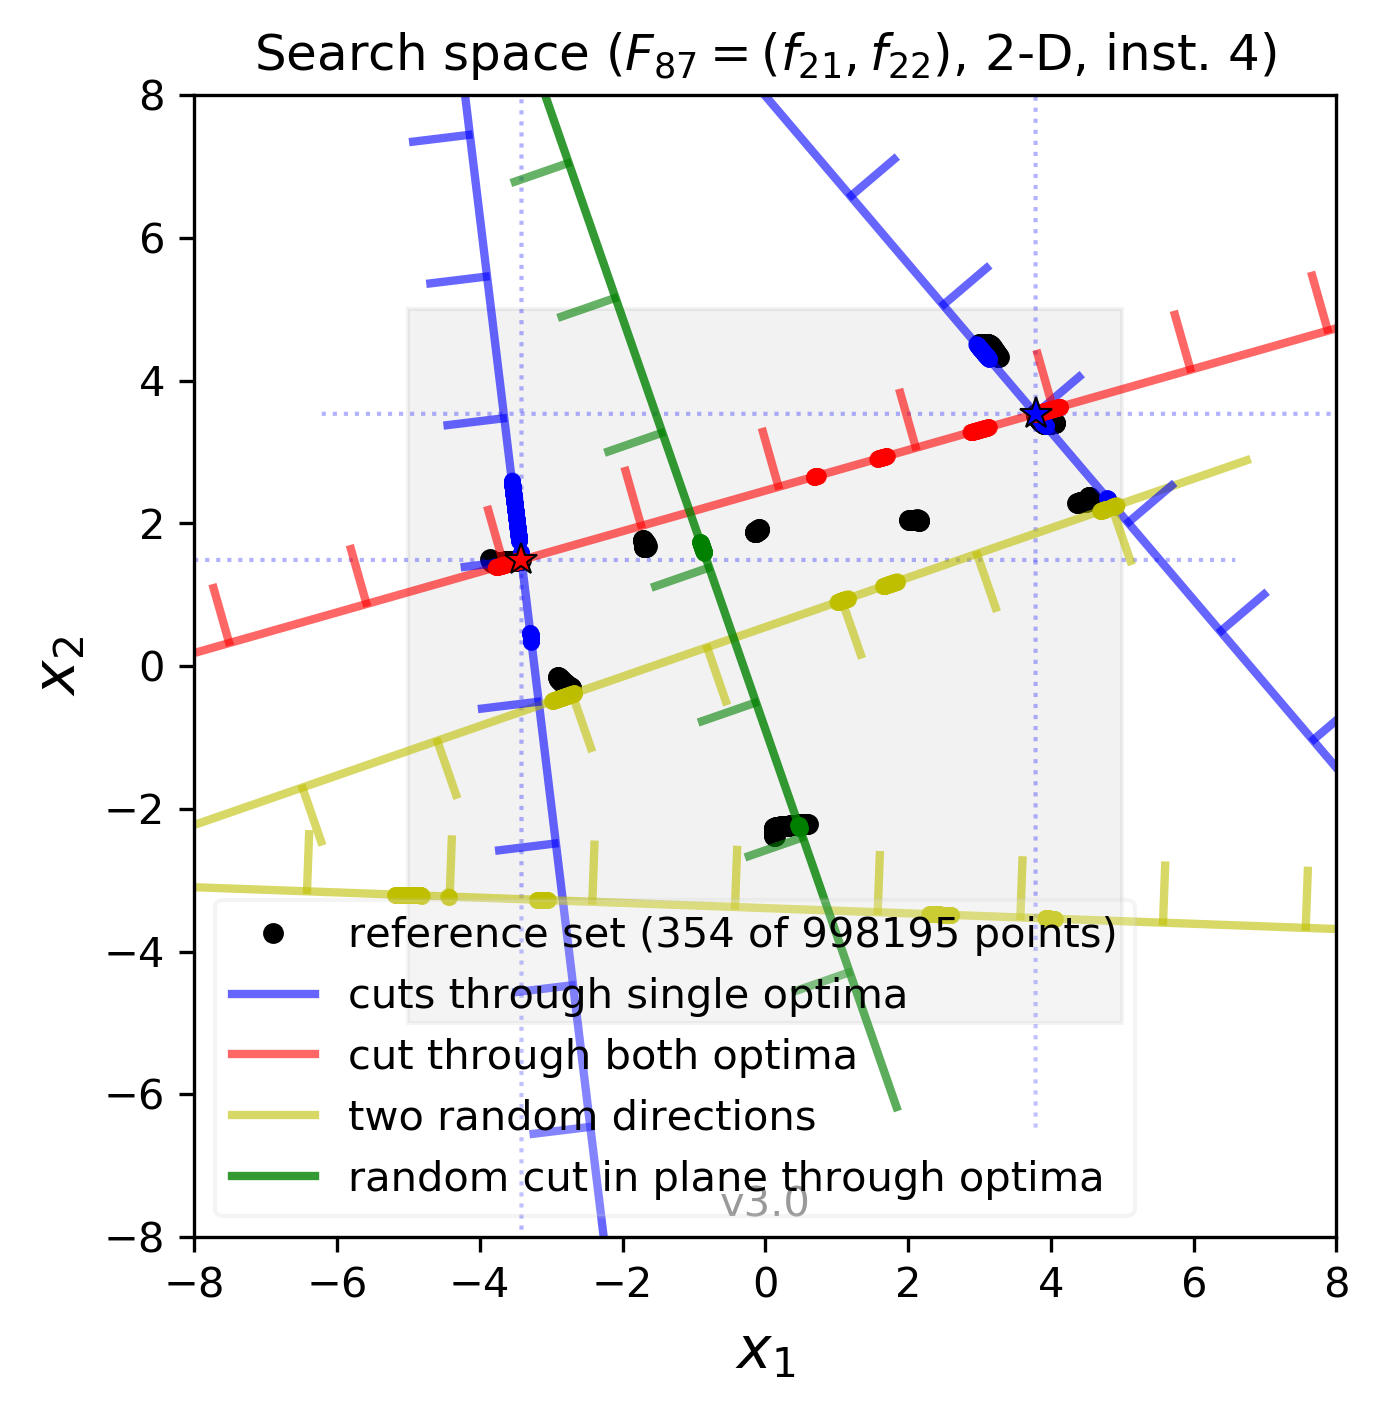 Search space (F₈₇ = (f₂₁, f₂₂), 2-D, inst. 4)
8
6
4
2
0
−2
−4
−6
−8
x₂
reference set (354 of 998195 points)
cuts through single optima
cut through both optima
two random directions
random cut in plane through optima
v3.0
−8 −6 −4 −2 0 2 4 6 8
x₁